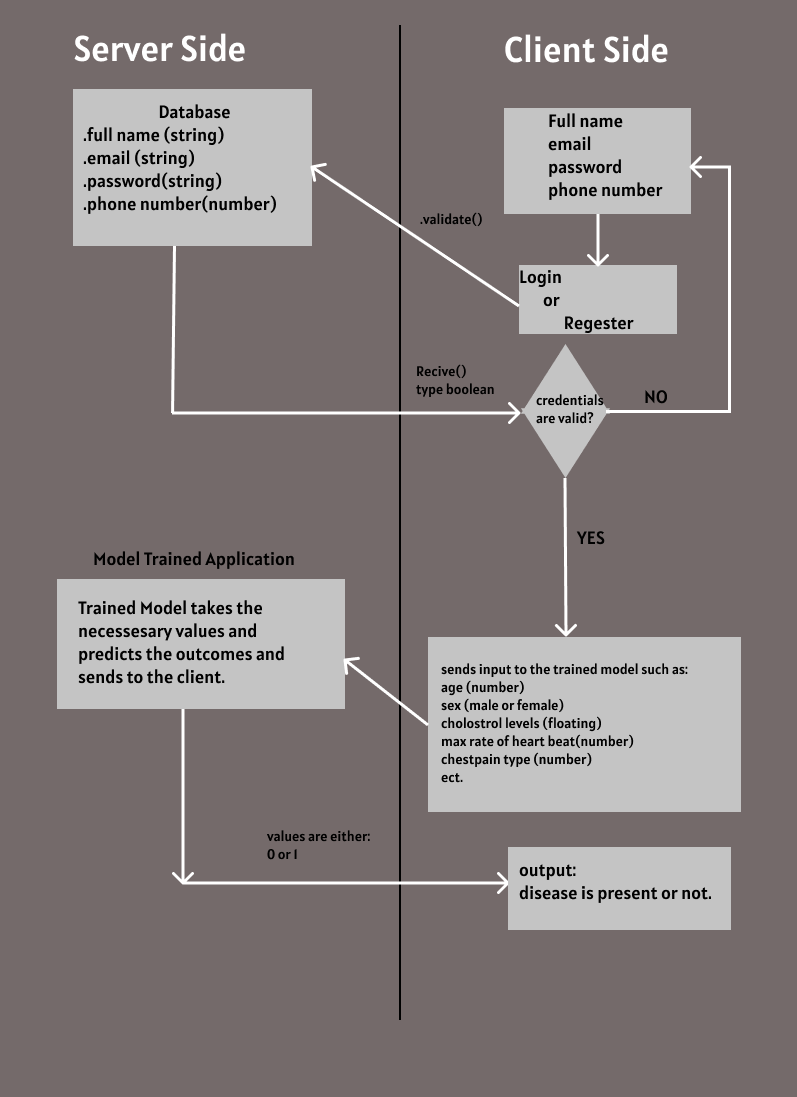 Server Side
Client Side
Database
.full name (string)
.email (string)
.password(string)
.phone number(number)
Full name
email
password
phone number
.validate()
Login
or
Regester
Recive()
type boolean
credentials
are valid?
NO
YES
Model Trained Application
Trained Model takes the
necessesary values and
predicts the outcomes and
sends to the client.
sends input to the trained model such as:
age (number)
sex (male or female)
cholostrol levels (floating)
max rate of heart beat(number)
chestpain type (number)
ect.
values are either:
0 or 1
output:
disease is present or not.